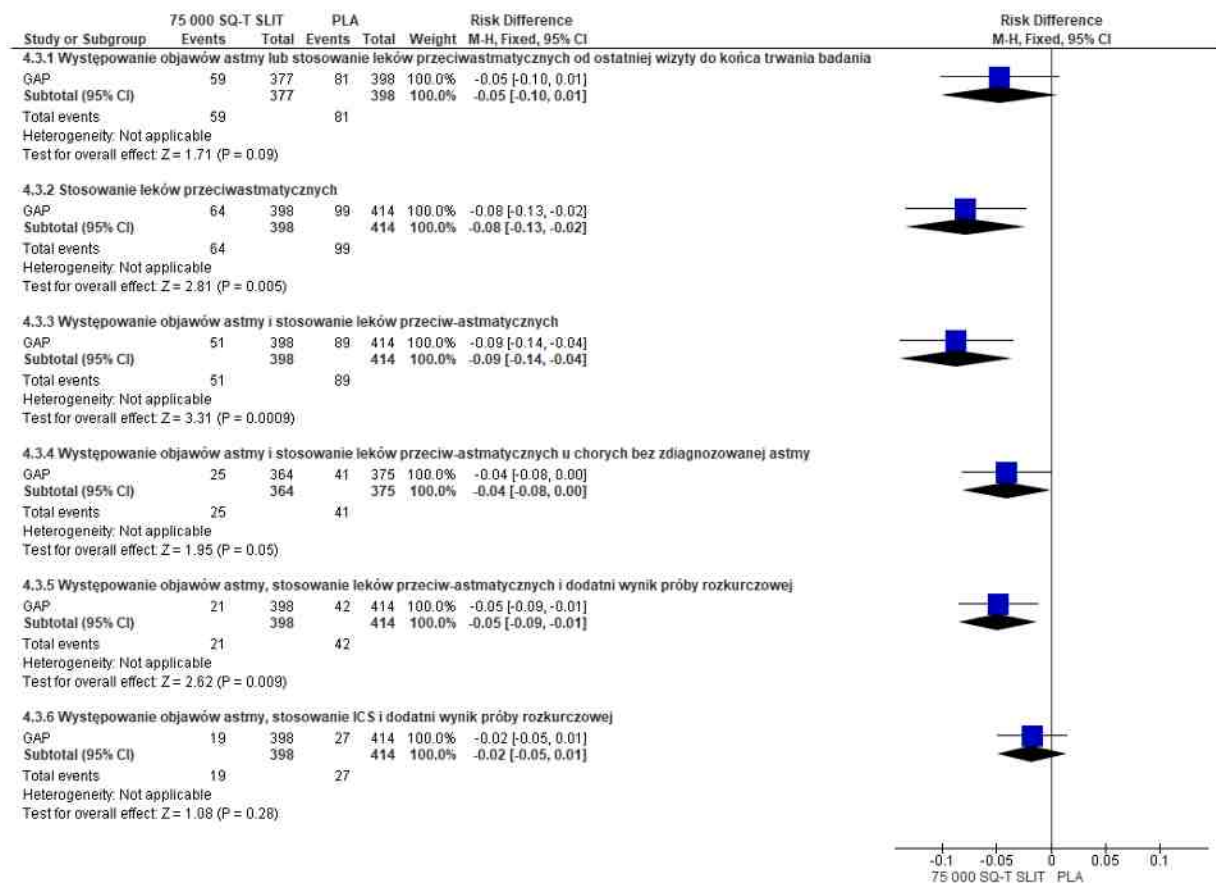 75 000 SQ-T SLIT PLA Risk Difference Risk Difference
Study or Subgroup Events Total Events Total Weight M-H, Fixed, 95% CI M-H, Fixed, 95% CI
4.3.1 Występowanie objawów astmy lub stosowanie leków przeciwastmatycznych od ostatniej wizyty do końca trwania badania
GAP 59 377 81 398 100.0% -0.05 [-0.10, 0.01]
Subtotal (95% CI) 377 398 100.0% -0.05 [-0.10, 0.01]
Total events 59 81
Heterogeneity: Not applicable
Test for overall effect: Z = 1.71 (P = 0.09)
4.3.2 Stosowanie leków przeciwastmatycznych
GAP 64 398 99 414 100.0% -0.08 [-0.13, -0.02]
Subtotal (95% CI) 398 414 100.0% -0.08 [-0.13, -0.02]
Total events 64 99
Heterogeneity: Not applicable
Test for overall effect: Z = 2.81 (P = 0.005)
4.3.3 Występowanie objawów astmy i stosowanie leków przeciw-astmatycznych
GAP 51 398 89 414 100.0% -0.09 [-0.14, -0.04]
Subtotal (95% CI) 398 414 100.0% -0.09 [-0.14, -0.04]
Total events 51 89
Heterogeneity: Not applicable
Test for overall effect: Z = 3.31 (P = 0.0009)
4.3.4 Występowanie objawów astmy i stosowanie leków przeciw-astmatycznych u chorych bez zdiagnozowanej astmy
GAP 25 364 41 375 100.0% -0.04 [-0.08, 0.00]
Subtotal (95% CI) 364 375 100.0% -0.04 [-0.08, 0.00]
Total events 25 41
Heterogeneity: Not applicable
Test for overall effect: Z = 1.95 (P = 0.05)
4.3.5 Występowanie objawów astmy, stosowanie leków przeciw-astmatycznych i dodatni wynik próby rozkurczowej
GAP 21 398 42 414 100.0% -0.05 [-0.09, -0.01]
Subtotal (95% CI) 398 414 100.0% -0.05 [-0.09, -0.01]
Total events 21 42
Heterogeneity: Not applicable
Test for overall effect: Z = 2.62 (P = 0.009)
4.3.6 Występowanie objawów astmy, stosowanie ICS i dodatni wynik próby rozkurczowej
GAP 19 398 27 414 100.0% -0.02 [-0.05, 0.01]
Subtotal (95% CI) 398 414 100.0% -0.02 [-0.05, 0.01]
Total events 19 27
Heterogeneity: Not applicable
Test for overall effect: Z = 1.08 (P = 0.28)
-0.1 -0.05 0 0.05 0.1
75 000 SQ-T SLIT PLA